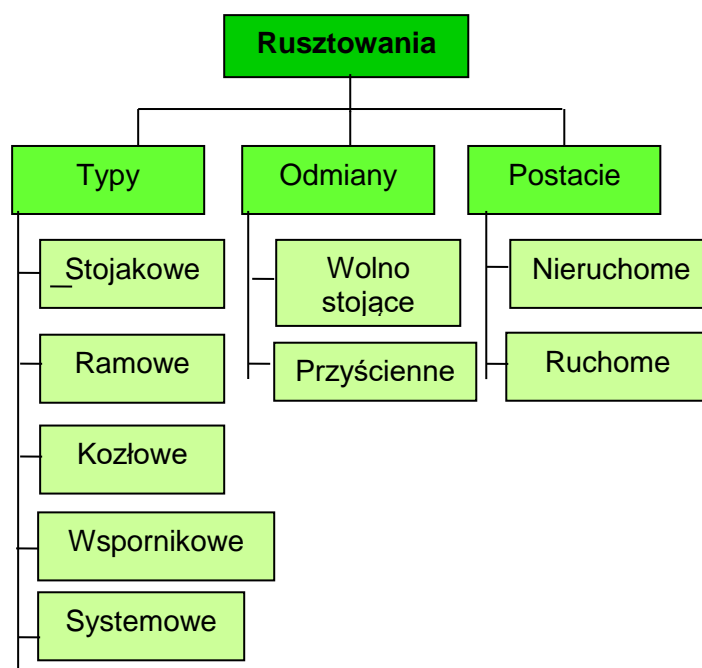 Rusztowania
Typy
Odmiany
Postacie
_Stojakowe
Ramowe
Kozłowe
Wspornikowe
Systemowe
Wolno
stojące
Przyścienne
Nieruchome
Ruchome